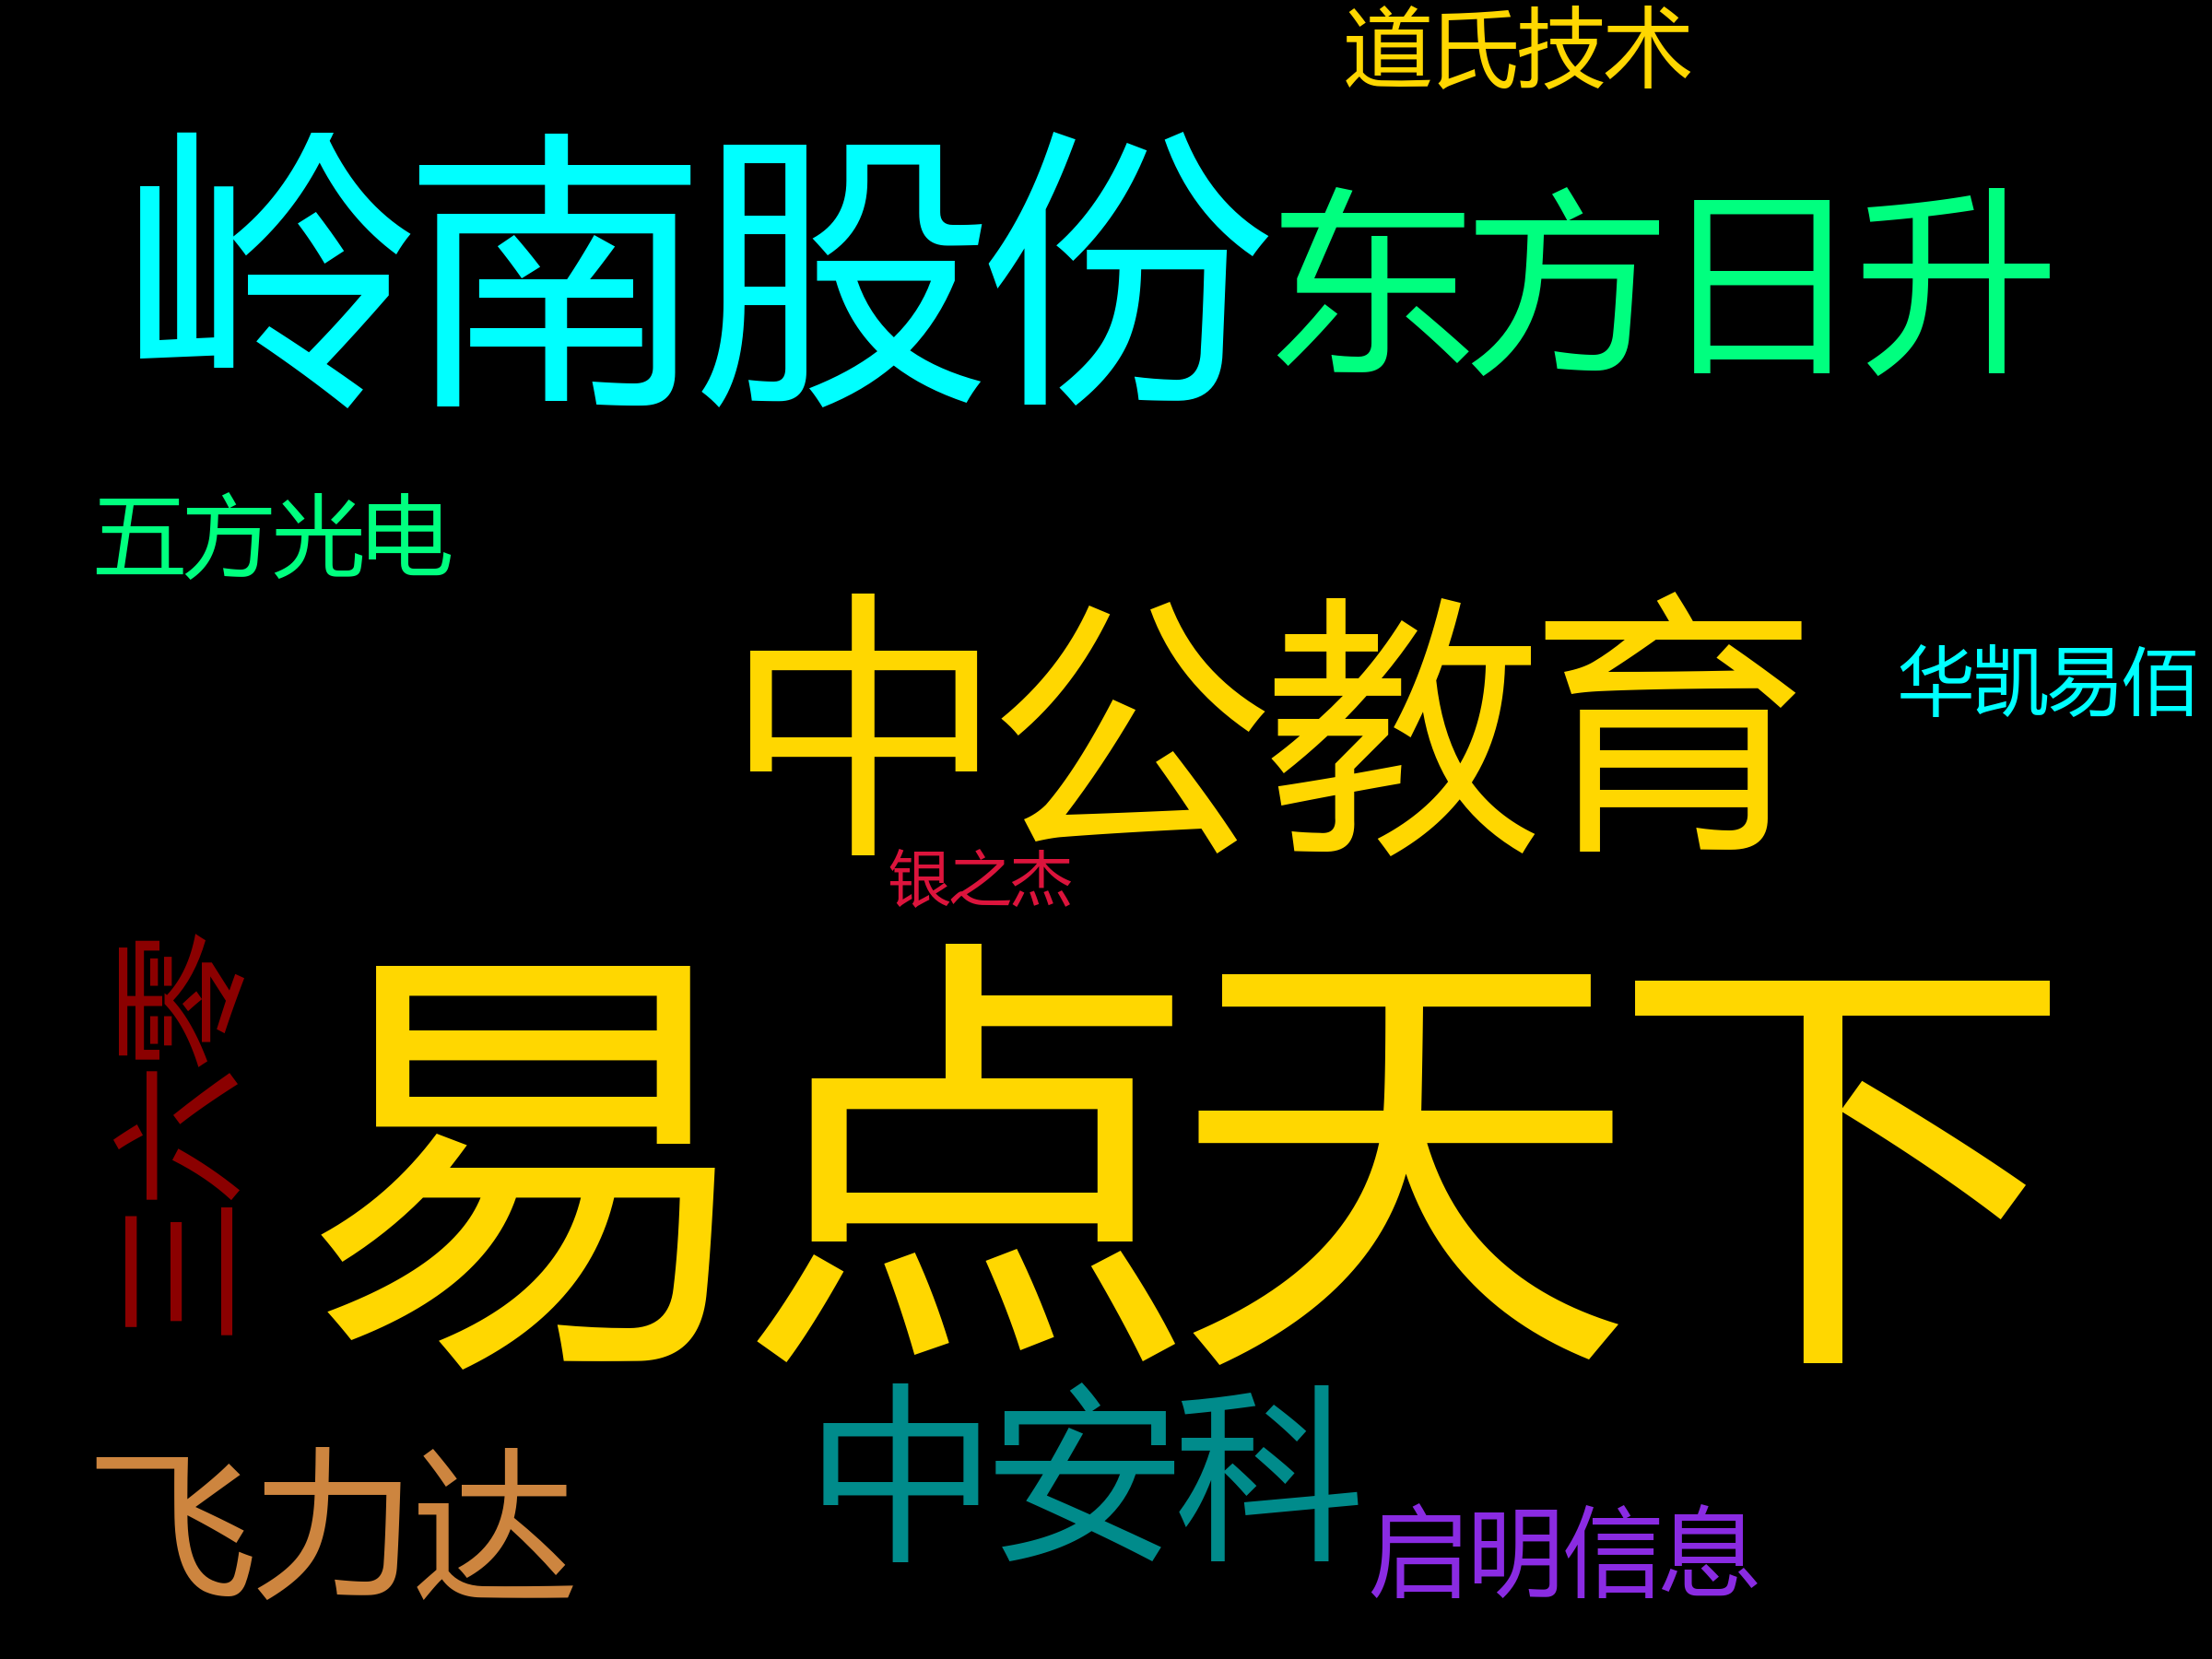 道氏技术
岭南股份
东方日升
五方光电
中公教育
华凯易佰
银之杰
三六零
易点天下
中安科
飞力达
启明信息